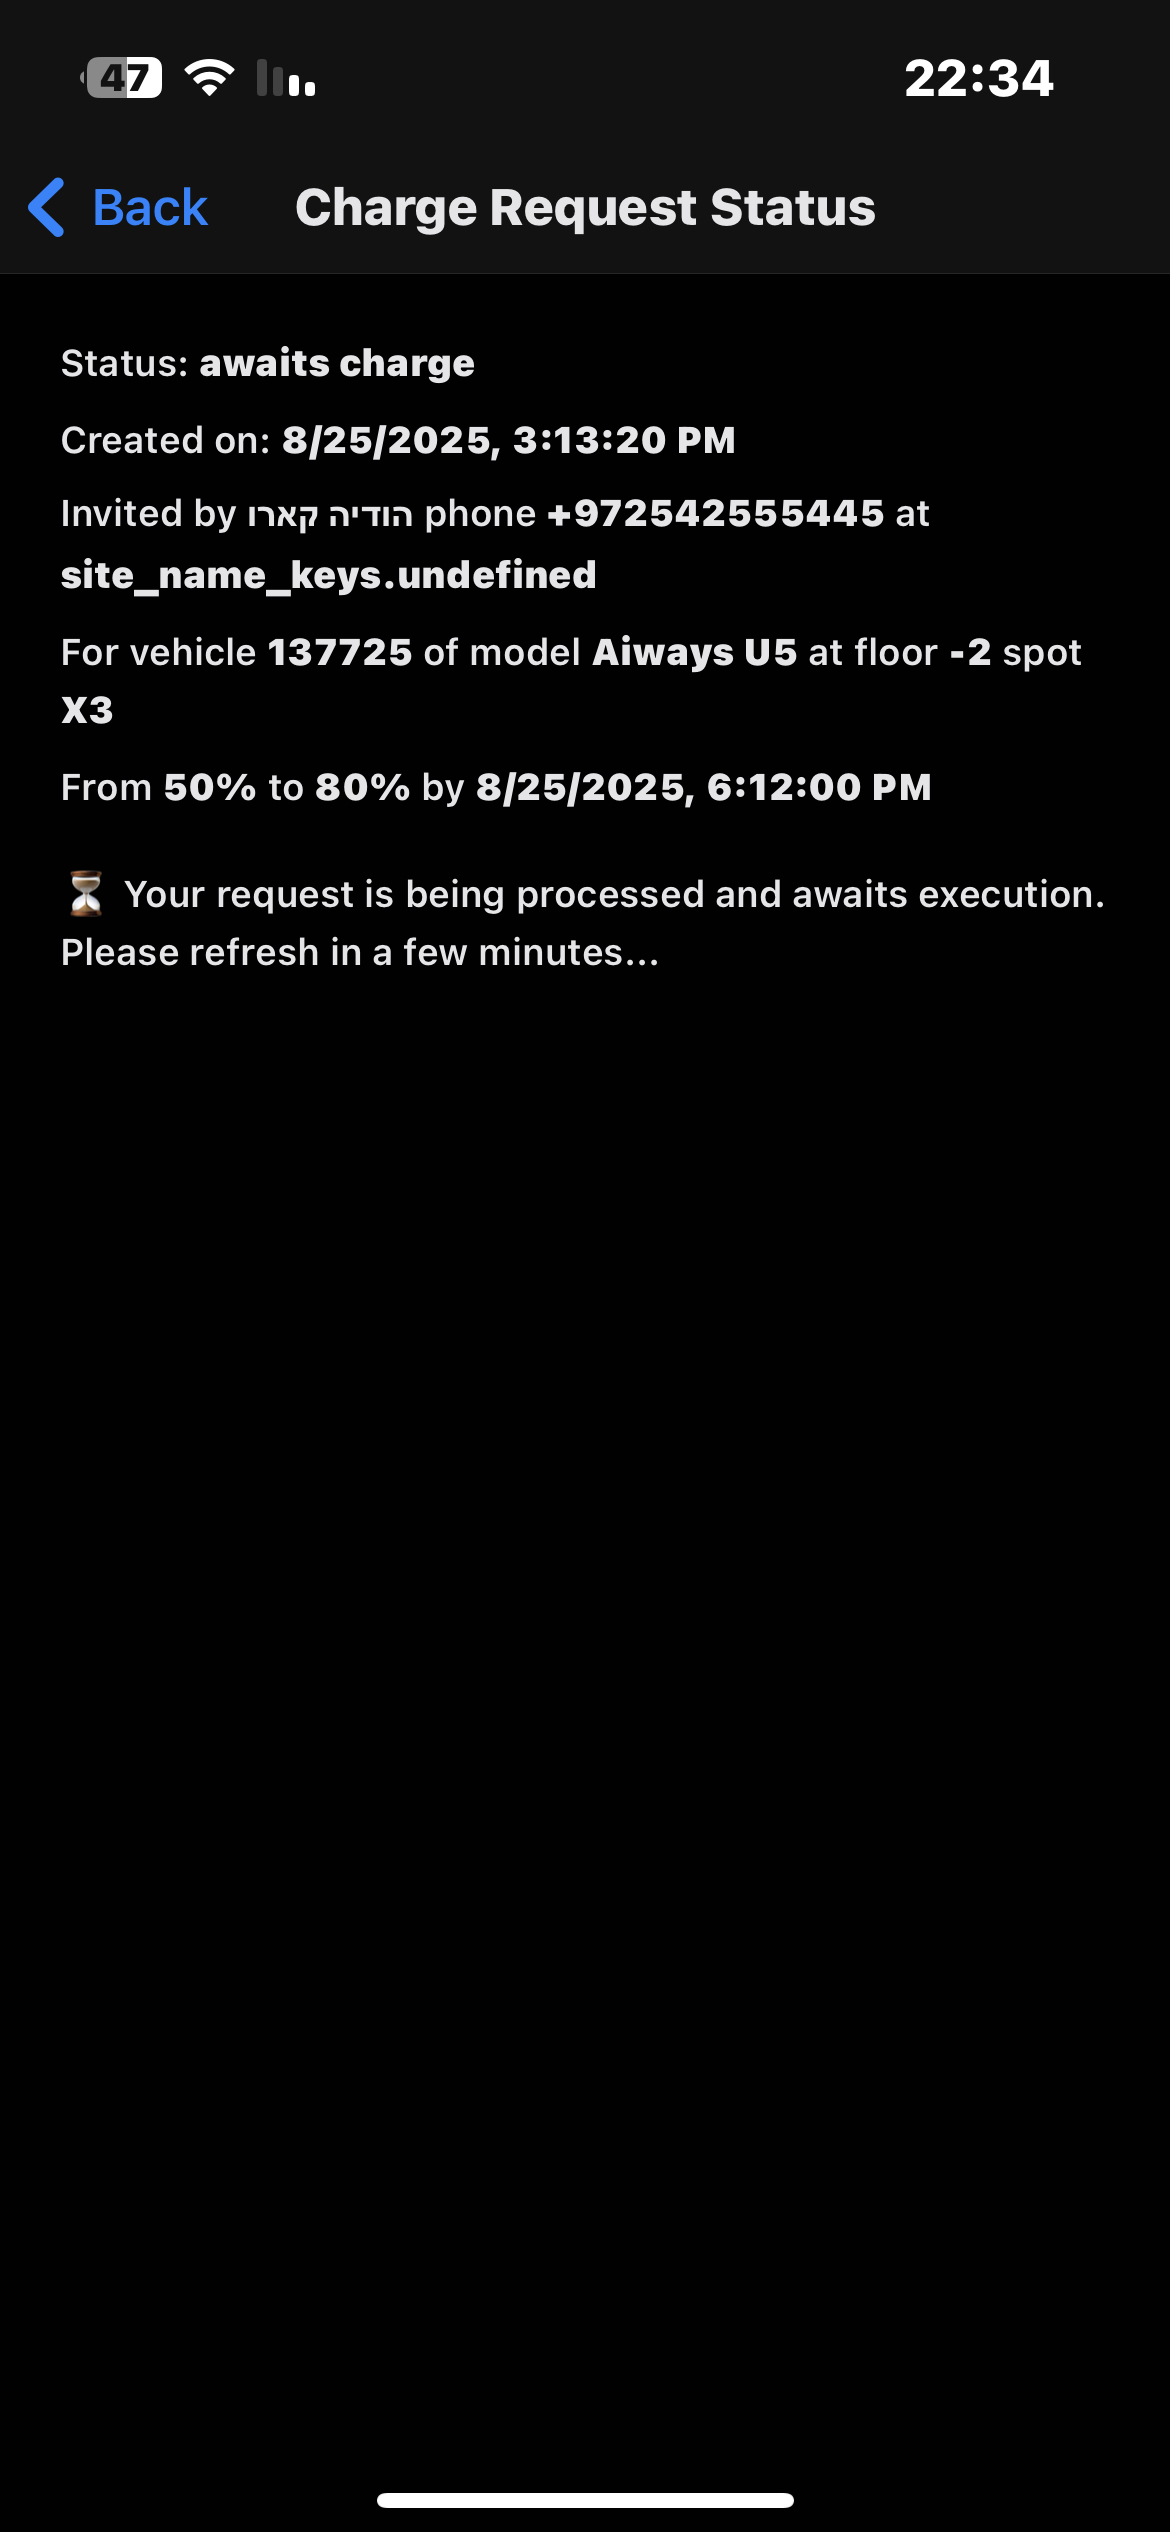 47
22:34
Back
Charge Request Status
Status: awaits charge
Created on: 8/25/2025, 3:13:20 PM
Invited by הודיה קארו phone +972542555445 at
site_name_keys.undefined
For vehicle 137725 of model Aiways U5 at floor -2 spot
X3
From 50% to 80% by 8/25/2025, 6:12:00 PM
⏳ Your request is being processed and awaits execution.
Please refresh in a few minutes...